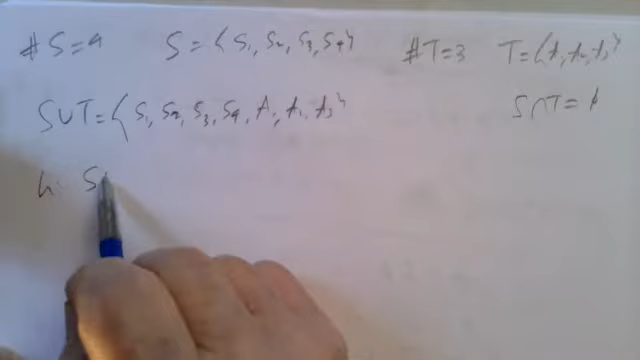 #S=4 S={s₁, s₂, s₃, s₄} #T=3 T={t₁, t₂, t₃}
S∪T={s₁, s₂, s₃, s₄, t₁, t₂, t₃} S∩T=
h: S